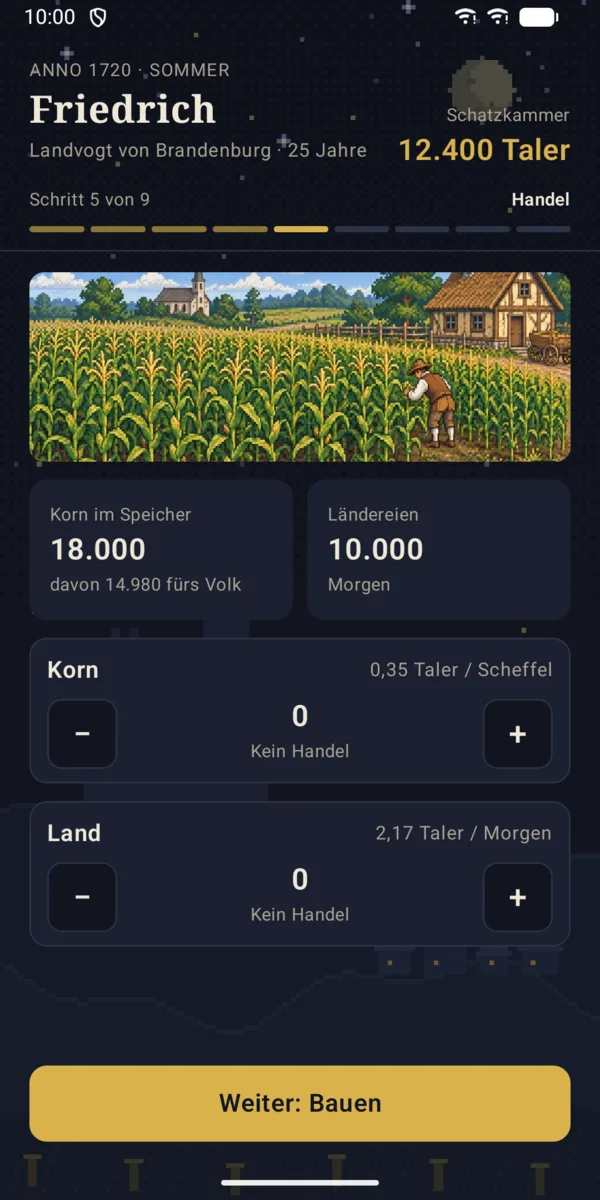 10:00
ANNO 1720 · SOMMER
Friedrich
Schatzkammer
Landvogt von Brandenburg · 25 Jahre
12.400 Taler
Schritt 5 von 9
Handel
Korn im Speicher
18.000
davon 14.980 fürs Volk
Ländereien
10.000
Morgen
Korn
0,35 Taler / Scheffel
−
0
+
Kein Handel
Land
2,17 Taler / Morgen
−
0
+
Kein Handel
Weiter: Bauen